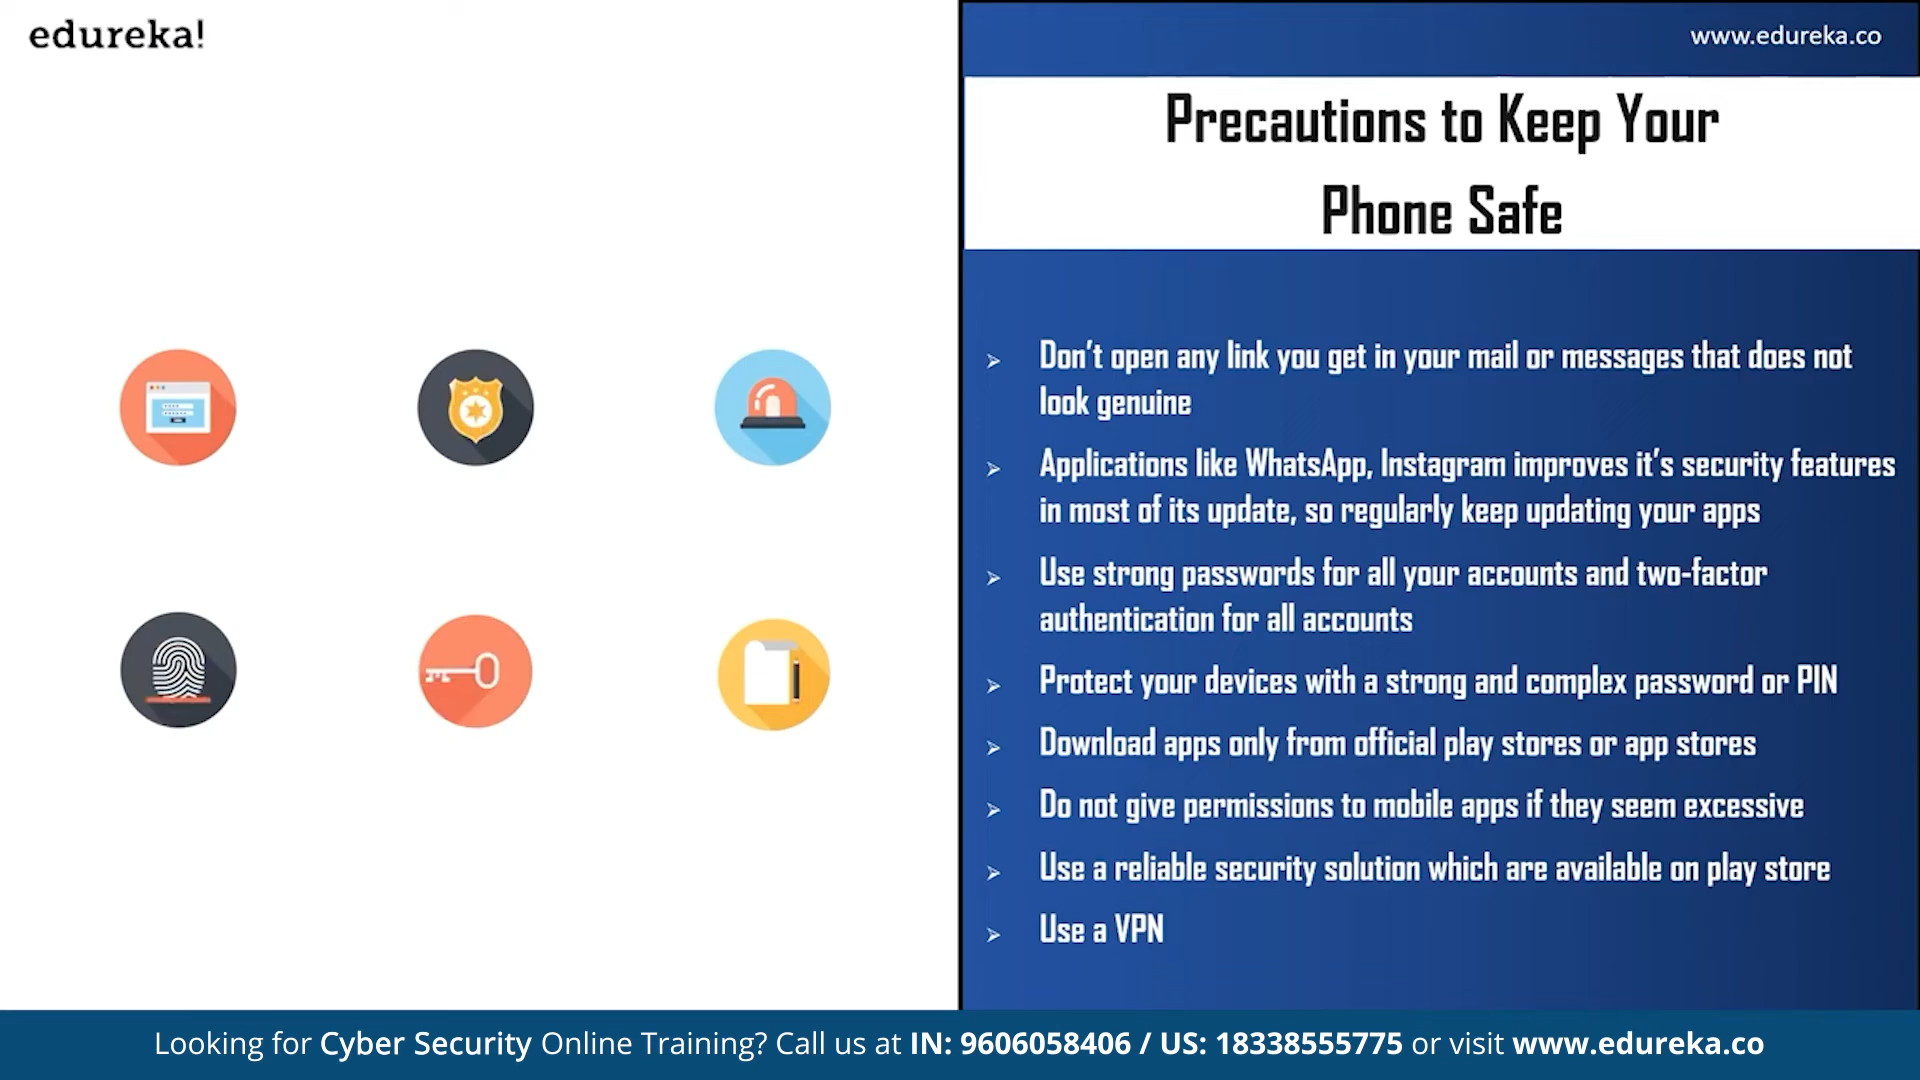 edureka!
www.edureka.co
Precautions to Keep Your
Phone Safe
Don't open any link you get in your mail or messages that does not
look genuine
Applications like WhatsApp, Instagram improves it's security features
in most of its update, so regularly keep updating your apps
Use strong passwords for all your accounts and two-factor
authentication for all accounts
Protect your devices with a strong and complex password or PIN
Download apps only from official play stores or app stores
Do not give permissions to mobile apps if they seem excessive
Use a reliable security solution which are available on play store
Use a VPN
Looking for Cyber Security Online Training? Call us at IN: 9606058406 / US: 18338555775 or visit www.edureka.co